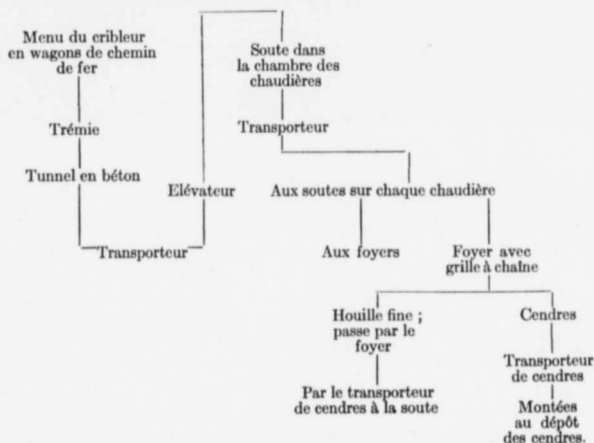 Menu du cribleur
en wagons de chemin
de fer
Trémie
Tunnel en béton
Transporteur
Elévateur
Soute dans
la chambre des
chaudières
Transporteur
Aux soutes sur chaque chaudière
Aux foyers
Foyer avec
grille à chaîne
Houille fine ;
passe par le
foyer
Par le transporteur
de cendres à la soute
Cendres
Transporteur
de cendres
Montées
au dépôt
des cendres.